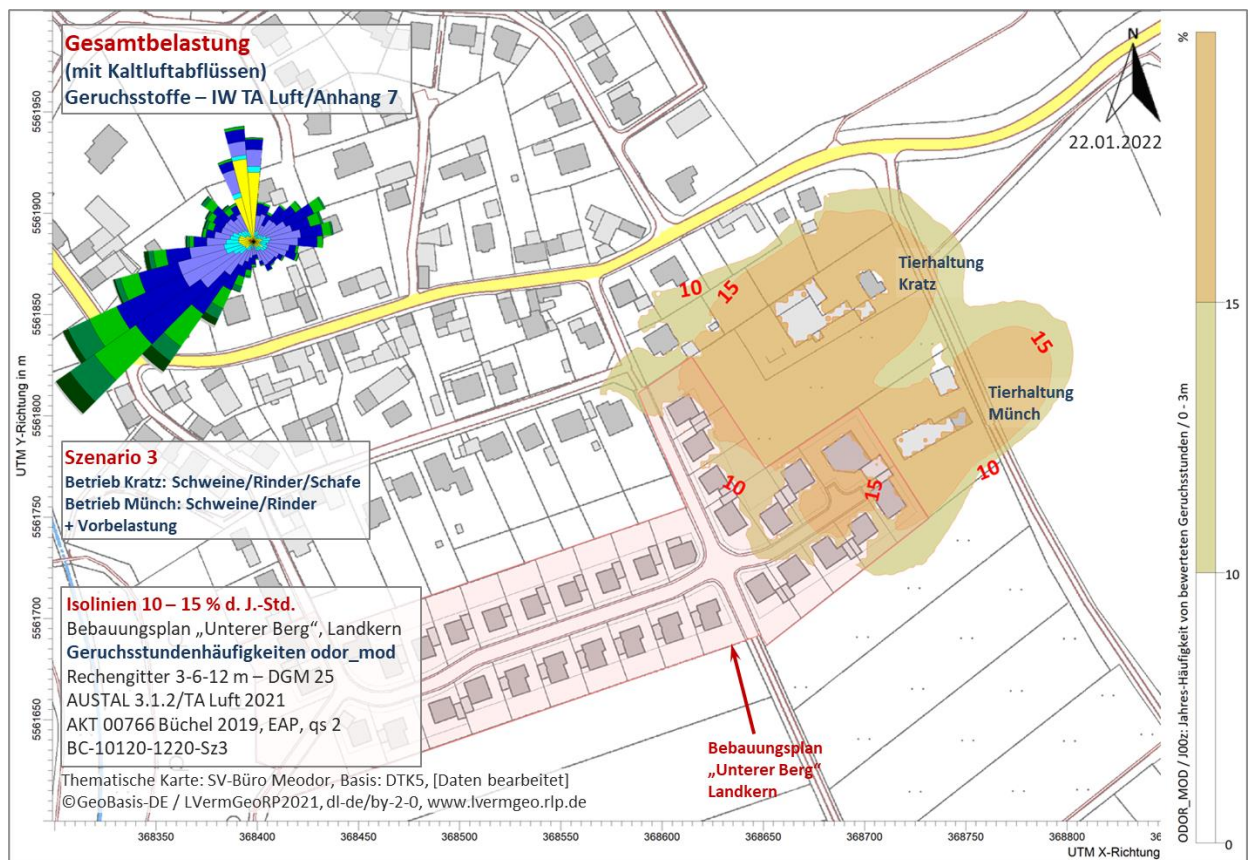 Gesamtbelastung
(mit Kaltluftabflüssen)
Geruchsstoffe – IW TA Luft/Anhang 7
N
22.01.2022
%
15
10
0
ODOR_MOD / J00z: Jahres-Häufigkeit von bewerteten Geruchsstunden / 0 - 3m
UTM Y-Richtung in m
5561950
5561900
5561850
5561800
5561750
5561700
5561650
10
15
Tierhaltung
Kratz
15
Tierhaltung
Münch
10
15
10
Szenario 3
Betrieb Kratz: Schweine/Rinder/Schafe
Betrieb Münch: Schweine/Rinder
+ Vorbelastung
Isolinien 10 – 15 % d. J.-Std.
Bebauungsplan „Unterer Berg“, Landkern
Geruchsstundenhäufigkeiten odor_mod
Rechengitter 3-6-12 m – DGM 25
AUSTAL 3.1.2/TA Luft 2021
AKT 00766 Büchel 2019, EAP, qs 2
BC-10120-1220-Sz3
Bebauungsplan
„Unterer Berg“
Landkern
Thematische Karte: SV-Büro Meodor, Basis: DTK5, [Daten bearbeitet]
©GeoBasis-DE / LVermGeoRP2021, dl-de/by-2-0, www.lvermgeo.rlp.de
368350 368400 368450 368500 368550 368600 368650 368700 368750 368800
UTM X-Richtung